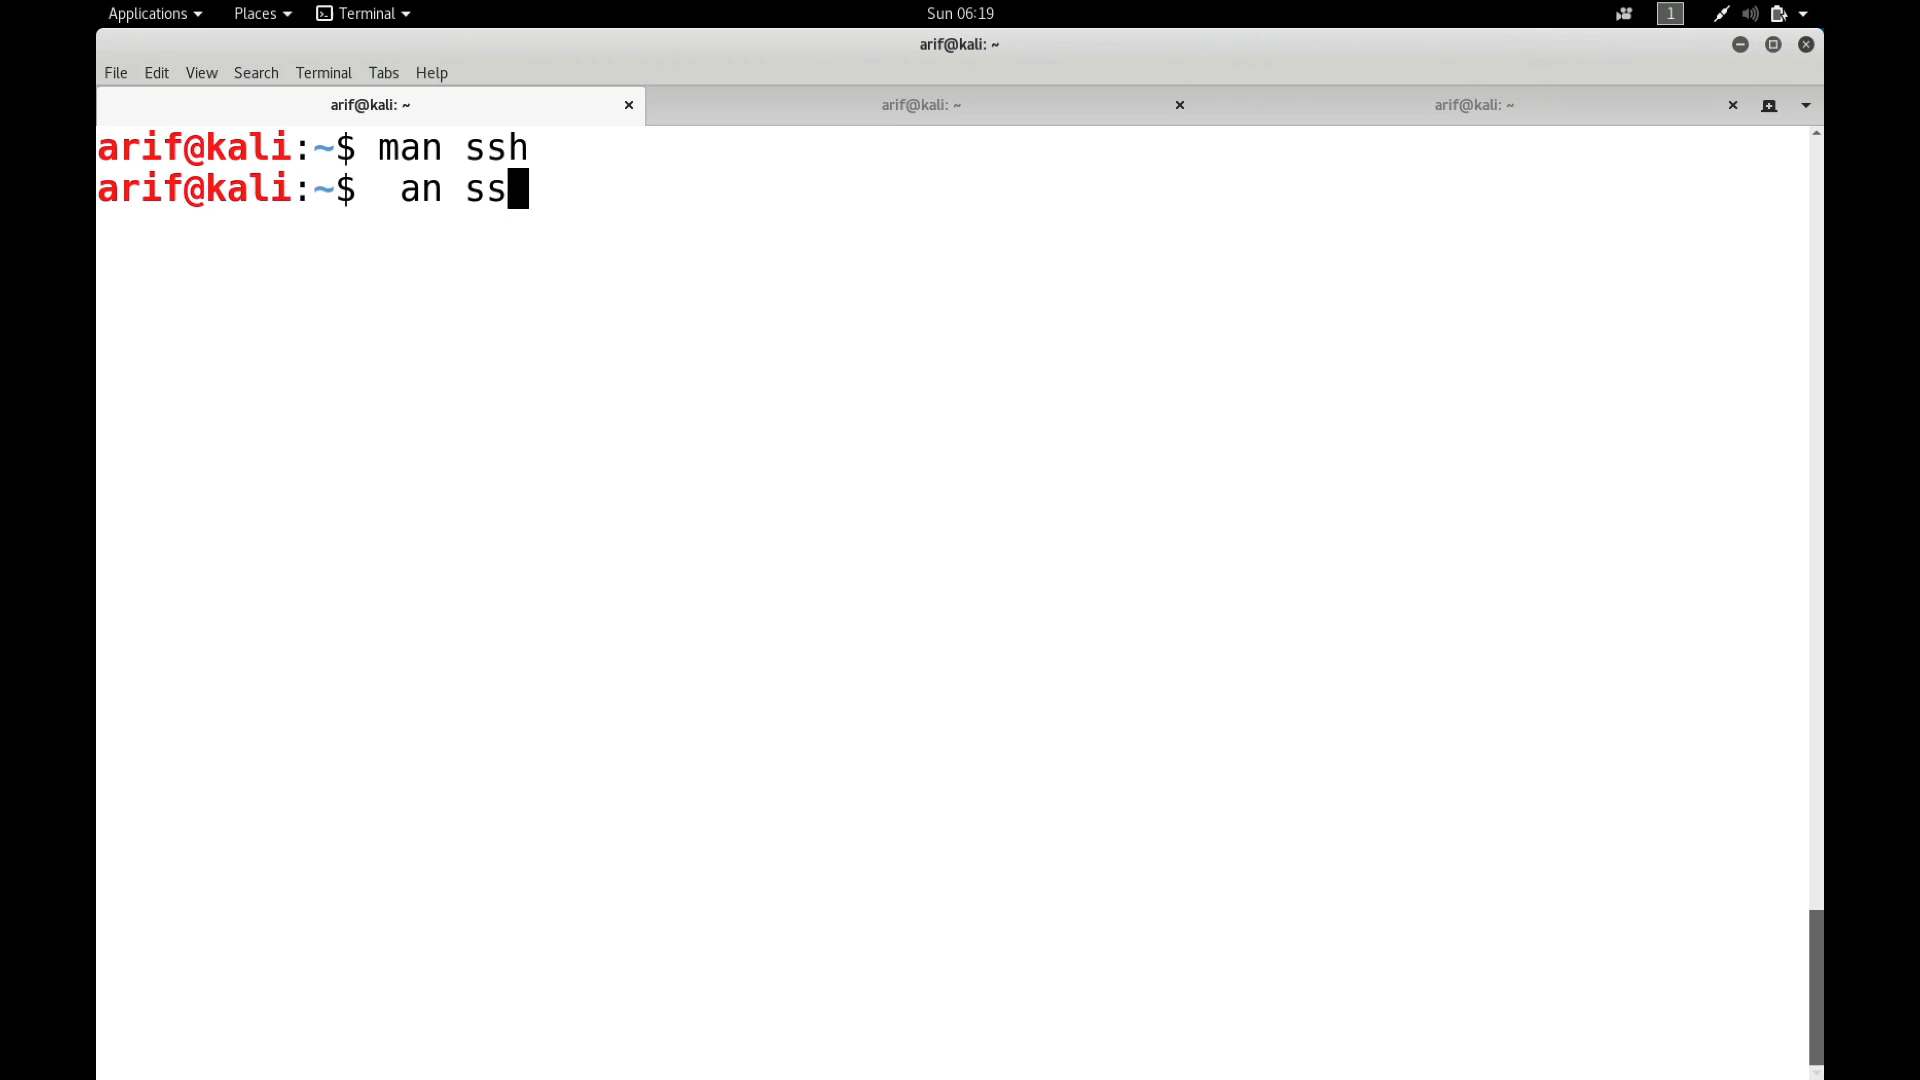 Applications Places Terminal Sun 06:19 1
arif@kali: ~
File Edit View Search Terminal Tabs Help
arif@kali: ~ arif@kali: ~ arif@kali: ~
arif@kali:~$ man ssh
arif@kali:~$  an ss